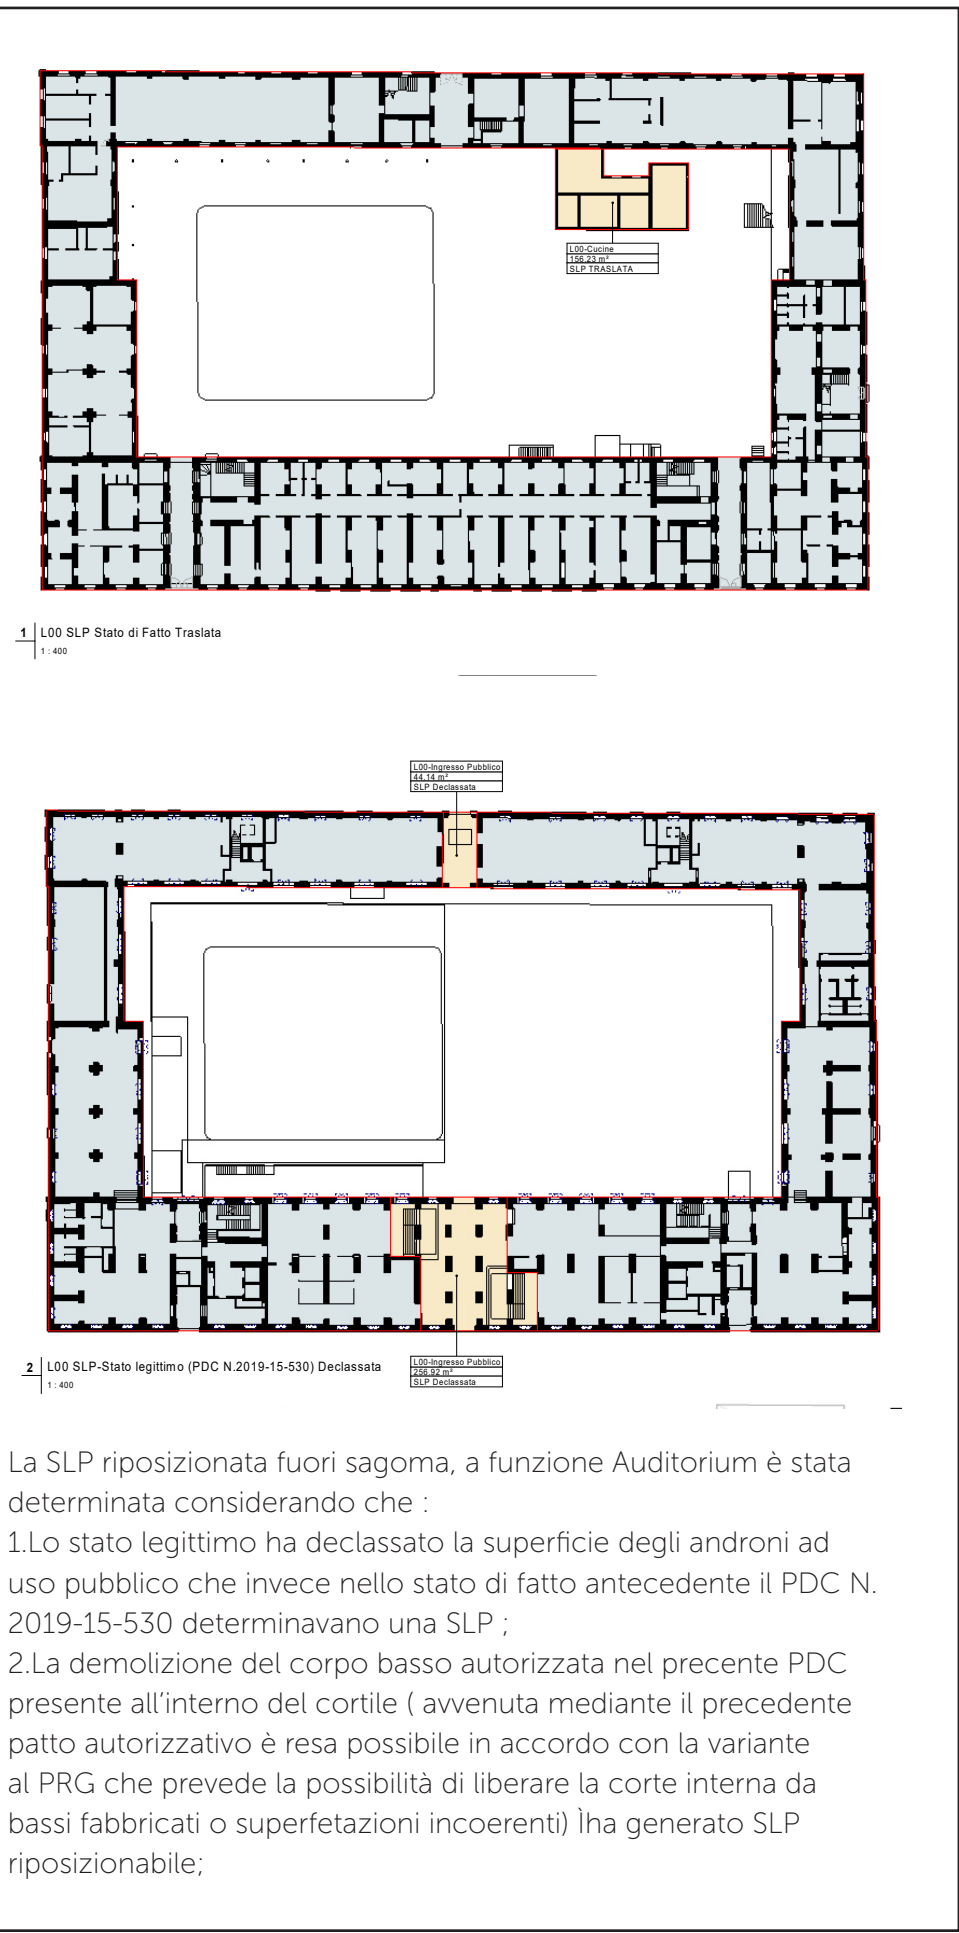 L00-Cucine
156.23 m²
SLP TRASLATA
1 L00 SLP Stato di Fatto Traslata
1 : 400
L00-Ingresso Pubblico
44.14 m²
SLP Declassata
2 L00 SLP-Stato legittimo (PDC N.2019-15-530) Declassata
1 : 400
L00-Ingresso Pubblico
256.92 m²
SLP Declassata
La SLP riposizionata fuori sagoma, a funzione Auditorium è stata
determinata considerando che :
1.Lo stato legittimo ha declassato la superficie degli androni ad
uso pubblico che invece nello stato di fatto antecedente il PDC N.
2019-15-530 determinavano una SLP ;
2.La demolizione del corpo basso autorizzata nel precente PDC
presente all’interno del cortile ( avvenuta mediante il precedente
patto autorizzativo è resa possibile in accordo con la variante
al PRG che prevede la possibilità di liberare la corte interna da
bassi fabbricati o superfetazioni incoerenti) Ìha generato SLP
riposizionabile;